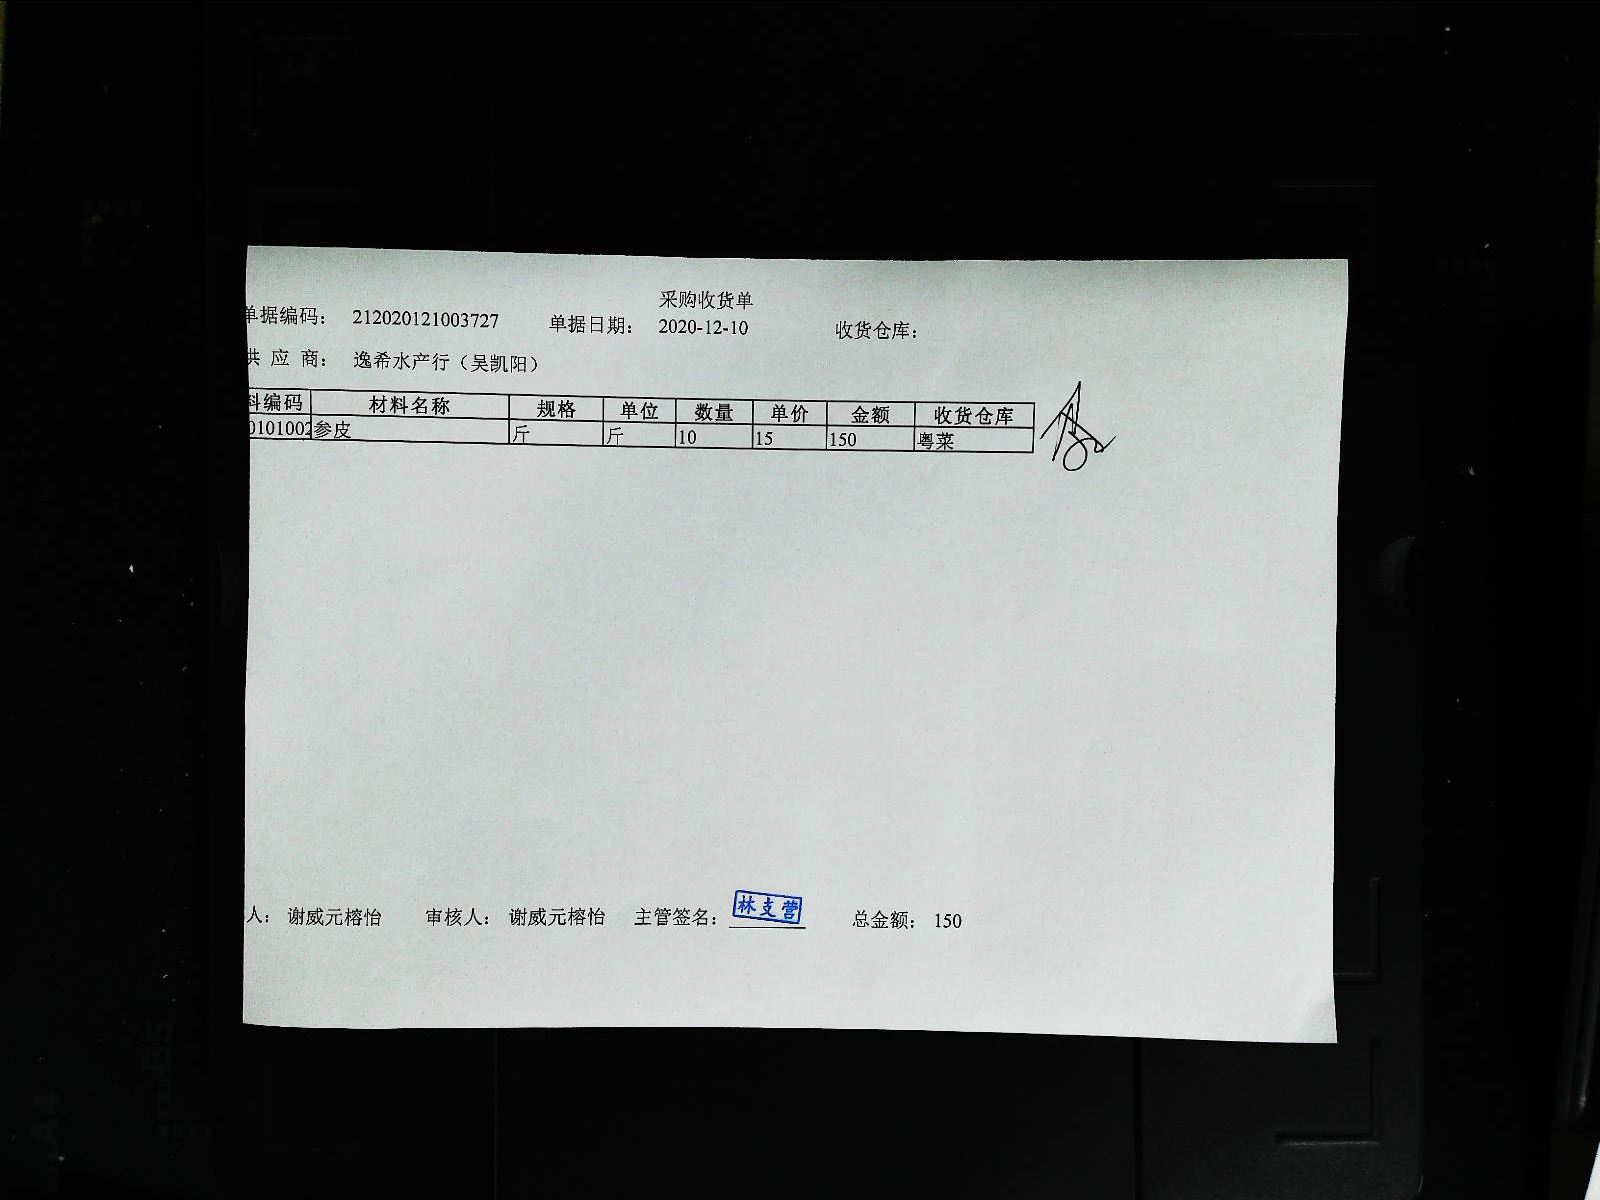 采购收货单
单据编码： 212020121003727 单据日期： 2020-12-10 收货仓库：
供 应 商： 逸希水产行（吴凯阳）
料编码 材料名称 规格 单位 数量 单价 金额 收货仓库
0101002 参皮 斤 斤 10 15 150 粤菜
人： 谢威元榕怡 审核人： 谢威元榕怡 主管签名： 林支营 总金额： 150
B5
A4